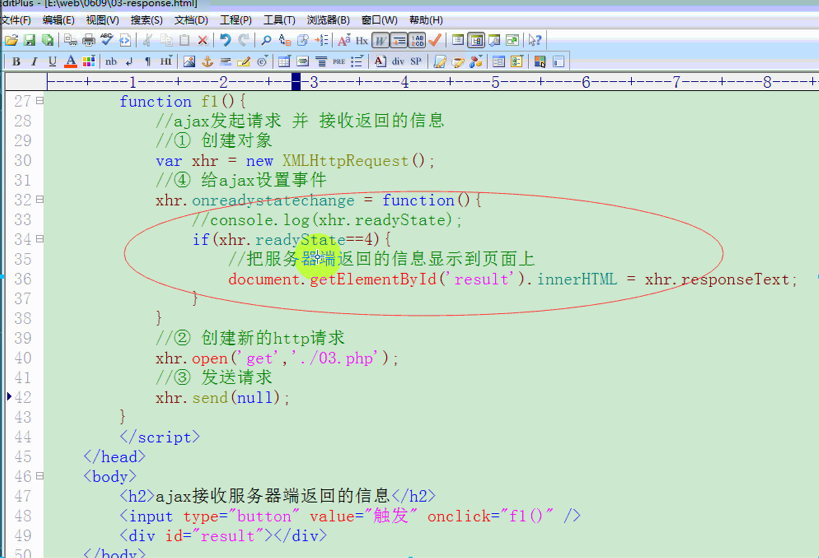 EditPlus - [E:\web\0609\03-response.html]
文件(F) 编辑(E) 视图(V) 搜索(S) 文档(D) 工程(P) 工具(T) 浏览器(B) 窗口(W) 帮助(H)
B I U A nb ¶ HI PRE A div SP
----+----1----+----2----+----3----+----4----+----5----+----6----+----7----+----8----+
27 function f1(){
28 //ajax发起请求 并 接收返回的信息
29 //① 创建对象
30 var xhr = new XMLHttpRequest();
31 //④ 给ajax设置事件
32 xhr.onreadystatechange = function(){
33 //console.log(xhr.readyState);
34 if(xhr.readyState==4){
35 //把服务器端返回的信息显示到页面上
36 document.getElementById('result').innerHTML = xhr.responseText;
37 }
38 }
39 //② 创建新的http请求
40 xhr.open('get','./03.php');
41 //③ 发送请求
42 xhr.send(null);
43 }
44 </script>
45 </head>
46 <body>
47 <h2>ajax接收服务器端返回的信息</h2>
48 <input type="button" value="触发" onclick="f1()" />
49 <div id="result"></div>
50 </body>